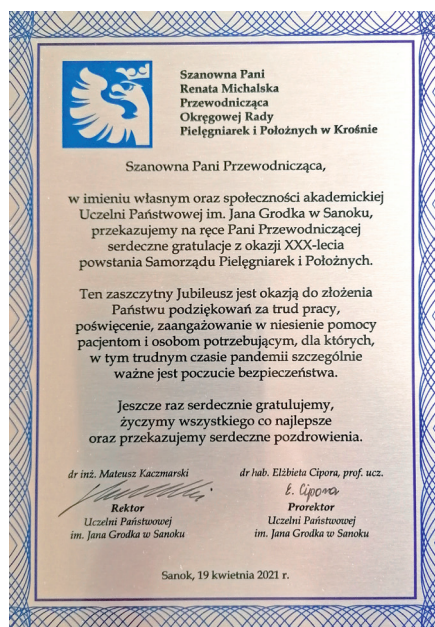 Szanowna Pani
Renata Michalska
Przewodnicząca
Okręgowej Rady
Pielęgniarek i Położnych w Krośnie
Szanowna Pani Przewodnicząca,
w imieniu własnym oraz społeczności akademickiej
Uczelni Państwowej im. Jana Grodka w Sanoku,
przekazujemy na ręce Pani Przewodniczącej
serdeczne gratulacje z okazji XXX-lecia
powstania Samorządu Pielęgniarek i Położnych.
Ten zaszczytny Jubileusz jest okazją do złożenia
Państwu podziękowań za trud pracy,
poświęcenie, zaangażowanie w niesienie pomocy
pacjentom i osobom potrzebującym, dla których,
w tym trudnym czasie pandemii szczególnie
ważne jest poczucie bezpieczeństwa.
Jeszcze raz serdecznie gratulujemy,
życzymy wszystkiego co najlepsze
oraz przekazujemy serdeczne pozdrowienia.
dr inż. Mateusz Kaczmarski
Rektor
Uczelni Państwowej
im. Jana Grodka w Sanoku
dr hab. Elżbieta Cipora, prof. ucz.
E. Cipora
Prorektor
Uczelni Państwowej
im. Jana Grodka w Sanoku
Sanok, 19 kwietnia 2021 r.